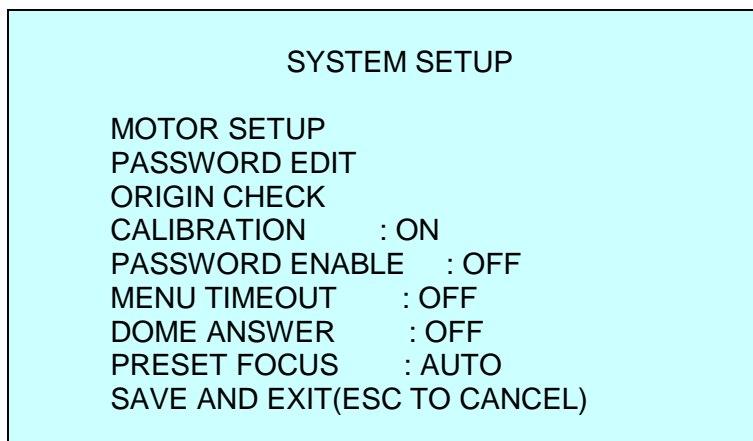 SYSTEM SETUP
MOTOR SETUP
PASSWORD EDIT
ORIGIN CHECK
CALIBRATION : ON
PASSWORD ENABLE : OFF
MENU TIMEOUT : OFF
DOME ANSWER : OFF
PRESET FOCUS : AUTO
SAVE AND EXIT(ESC TO CANCEL)